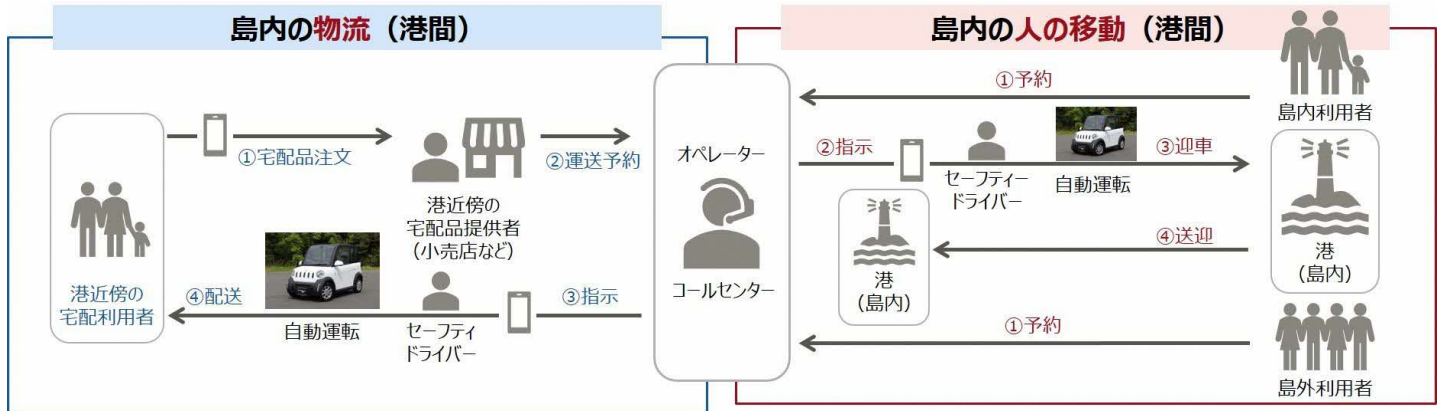 島内の物流（港間）
①宅配品注文
②運送予約
港近傍の
宅配品提供者
（小売店など）
港近傍の
宅配利用者
④配送
自動運転
セーフティ
ドライバー
③指示
オペレーター
コールセンター
島内の人の移動（港間）
①予約
島内利用者
②指示
セーフティー
ドライバー
自動運転
③迎車
港
（島内）
④送迎
港
（島内）
①予約
島外利用者